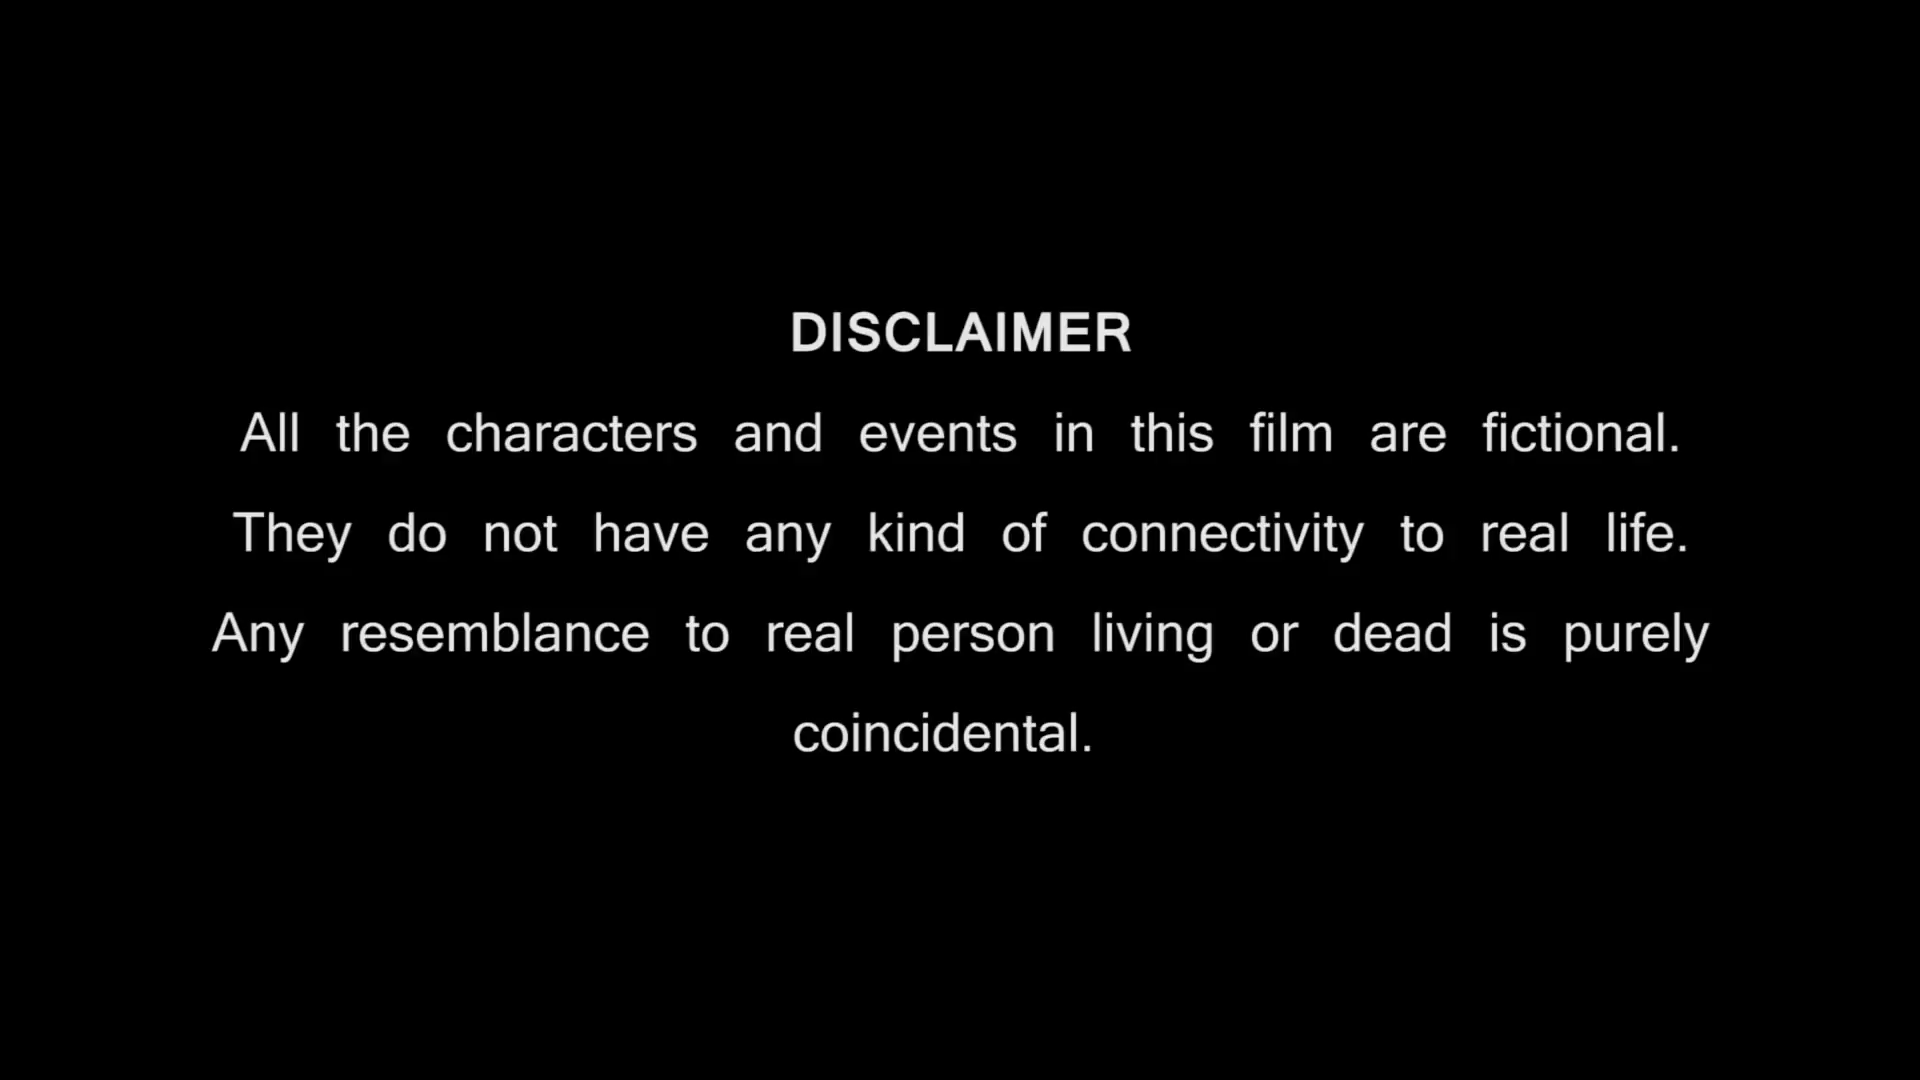 DISCLAIMER
All the characters and events in this film are fictional.
They do not have any kind of connectivity to real life.
Any resemblance to real person living or dead is purely
coincidental.